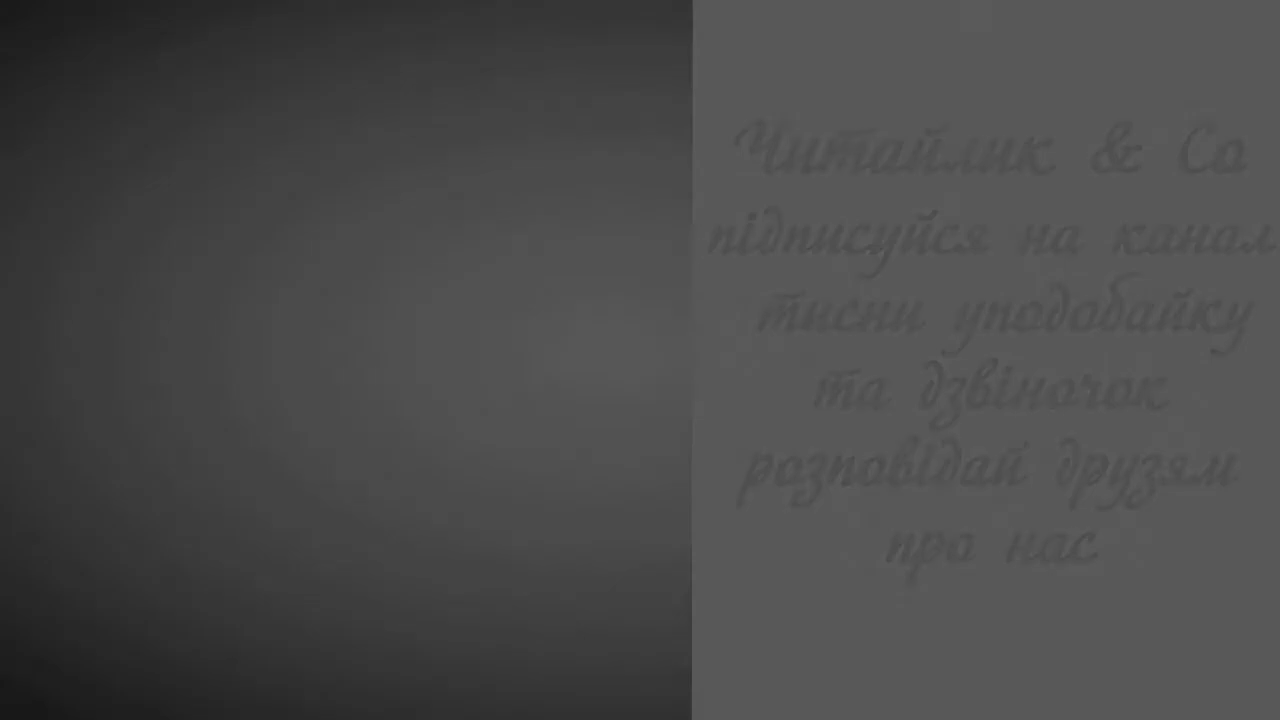 Читайлик & Co
підписуйся на канал
тисни уподобайку
та дзвіночок
розповідай друзям
про нас